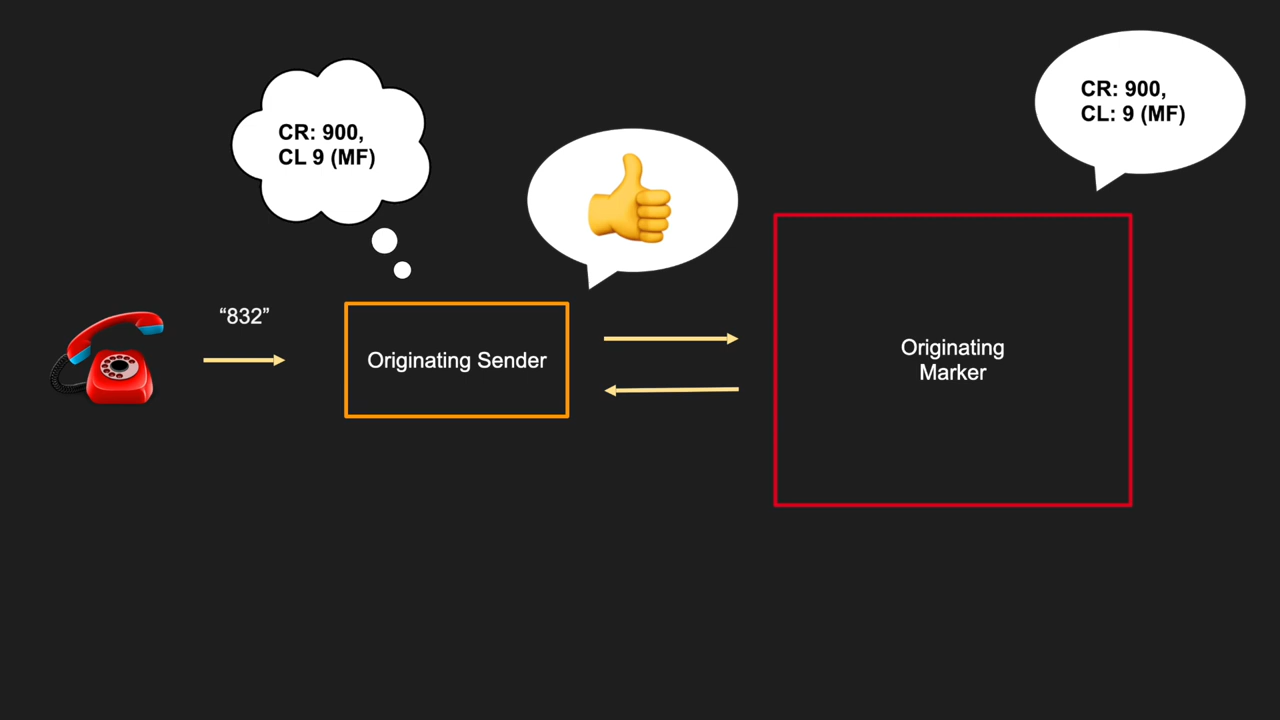 CR: 900,
CL 9 (MF)
CR: 900,
CL: 9 (MF)
“832”
Originating Sender
Originating
Marker